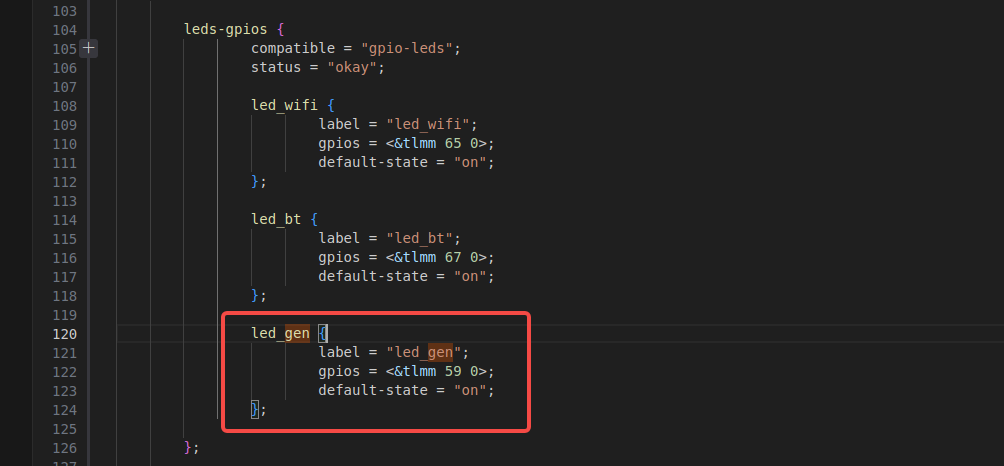 103
104 leds-gpios {
105 + compatible = "gpio-leds";
106 status = "okay";
107
108 led_wifi {
109 label = "led_wifi";
110 gpios = <&tlmm 65 0>;
111 default-state = "on";
112 };
113
114 led_bt {
115 label = "led_bt";
116 gpios = <&tlmm 67 0>;
117 default-state = "on";
118 };
119
120 led_gen {
121 label = "led_gen";
122 gpios = <&tlmm 59 0>;
123 default-state = "on";
124 };
125
126 };
127